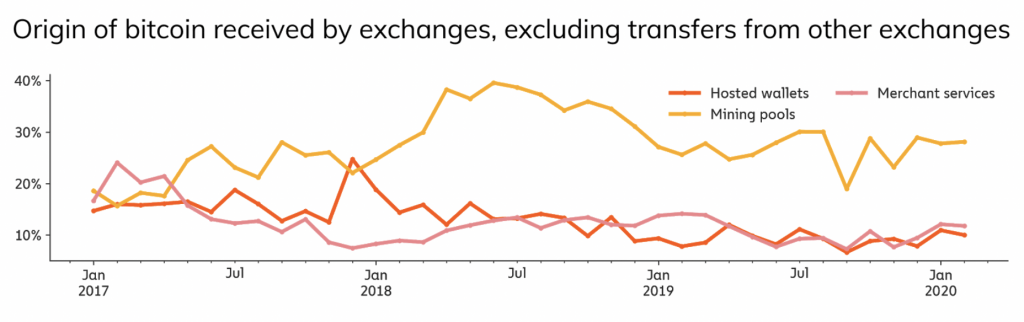 Origin of bitcoin received by exchanges, excluding transfers from other exchanges
40%
30%
20%
10%
Hosted wallets
Merchant services
Mining pools
Jan
2017
Jul
Jan
2018
Jul
Jan
2019
Jul
Jan
2020